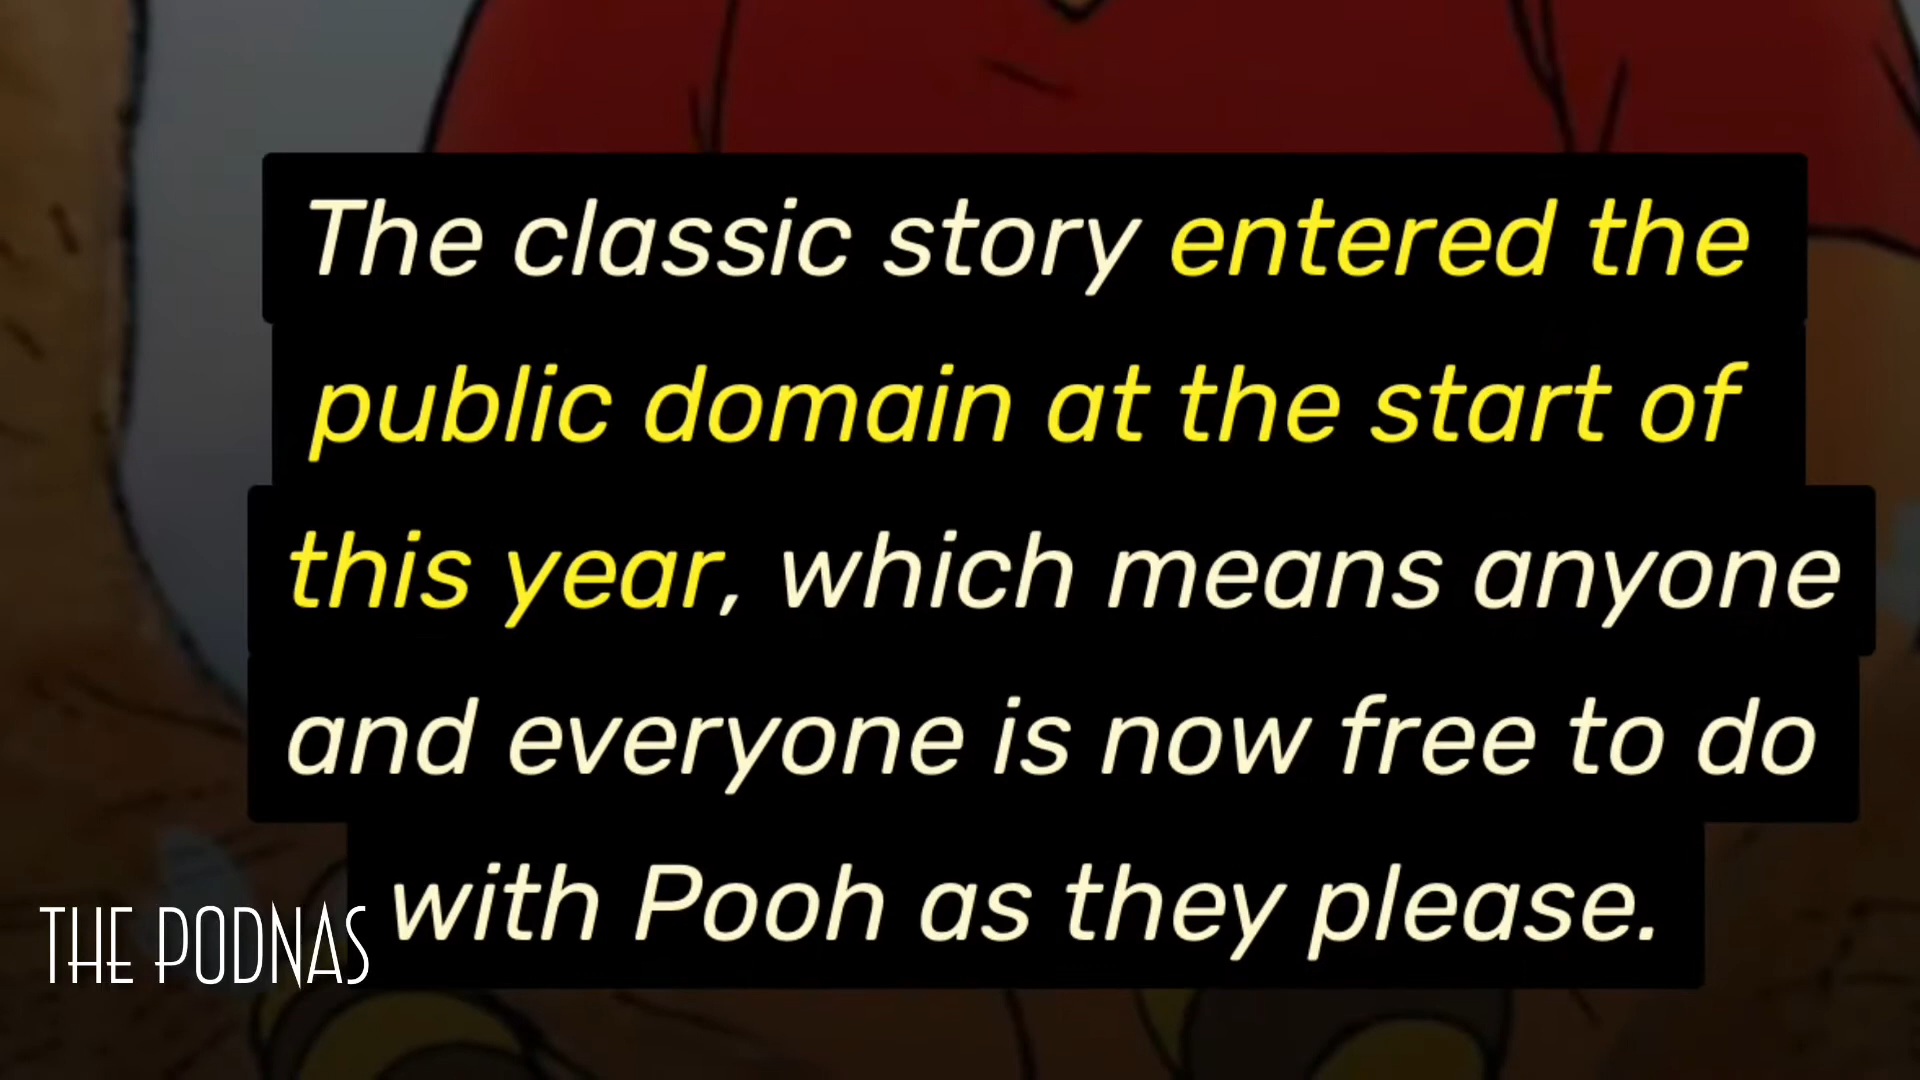 The classic story entered the
public domain at the start of
this year, which means anyone
and everyone is now free to do
with Pooh as they please.
THE PODNAS